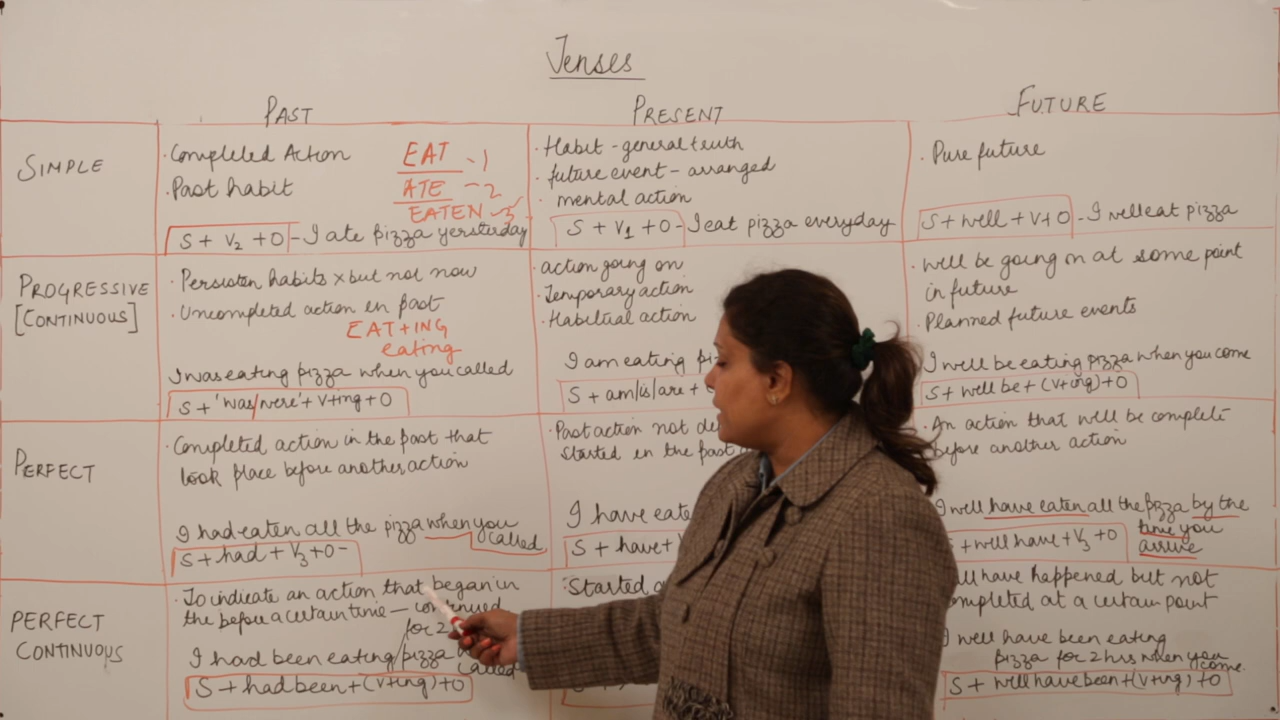 Tenses
PAST
PRESENT
FUTURE
SIMPLE
· Completed Action
· Past habit
EAT - 1
ATE - 2
EATEN - 3
S + V2 + O - I ate pizza yersterday
· Habit - general truth
· future event - arranged
· mental action
S + V1 + O - I eat pizza everyday
· Pure future
S + will + V + O - I will eat pizza
PROGRESSIVE
[CONTINUOUS]
· Persisten habits x but not now
· Uncompleted action in past
EAT + ING
eating
I was eating pizza when you called
S + 'was/were' + V+ing + O
· action going on
· Temporary action
· Habitual action
I am eating
S + am/is/are +
· will be going on at some point
in future
· Planned future events
I will be eating pizza when you come
S + will be + (V+ing) + O
PERFECT
· Completed action in the past that
took place before another action
I had eaten all the pizza when you
called
S + had + V3 + O -
· Past action not
started in the past
I have
S + have +
· An action that will be complete
before another action
I will have eaten all the pizza by the
time you
arrive
+ will have + V3 + O
PERFECT
CONTINUOUS
· To indicate an action that began in
the before a certain time - continued
for 2
I had been eating pizza
called
S + had been + (V+ing) + O
Started
will have happened but not
completed at a certain point
I will have been eating
pizza for 2 hrs when you
come.
S + will have been + (V+ing) + O